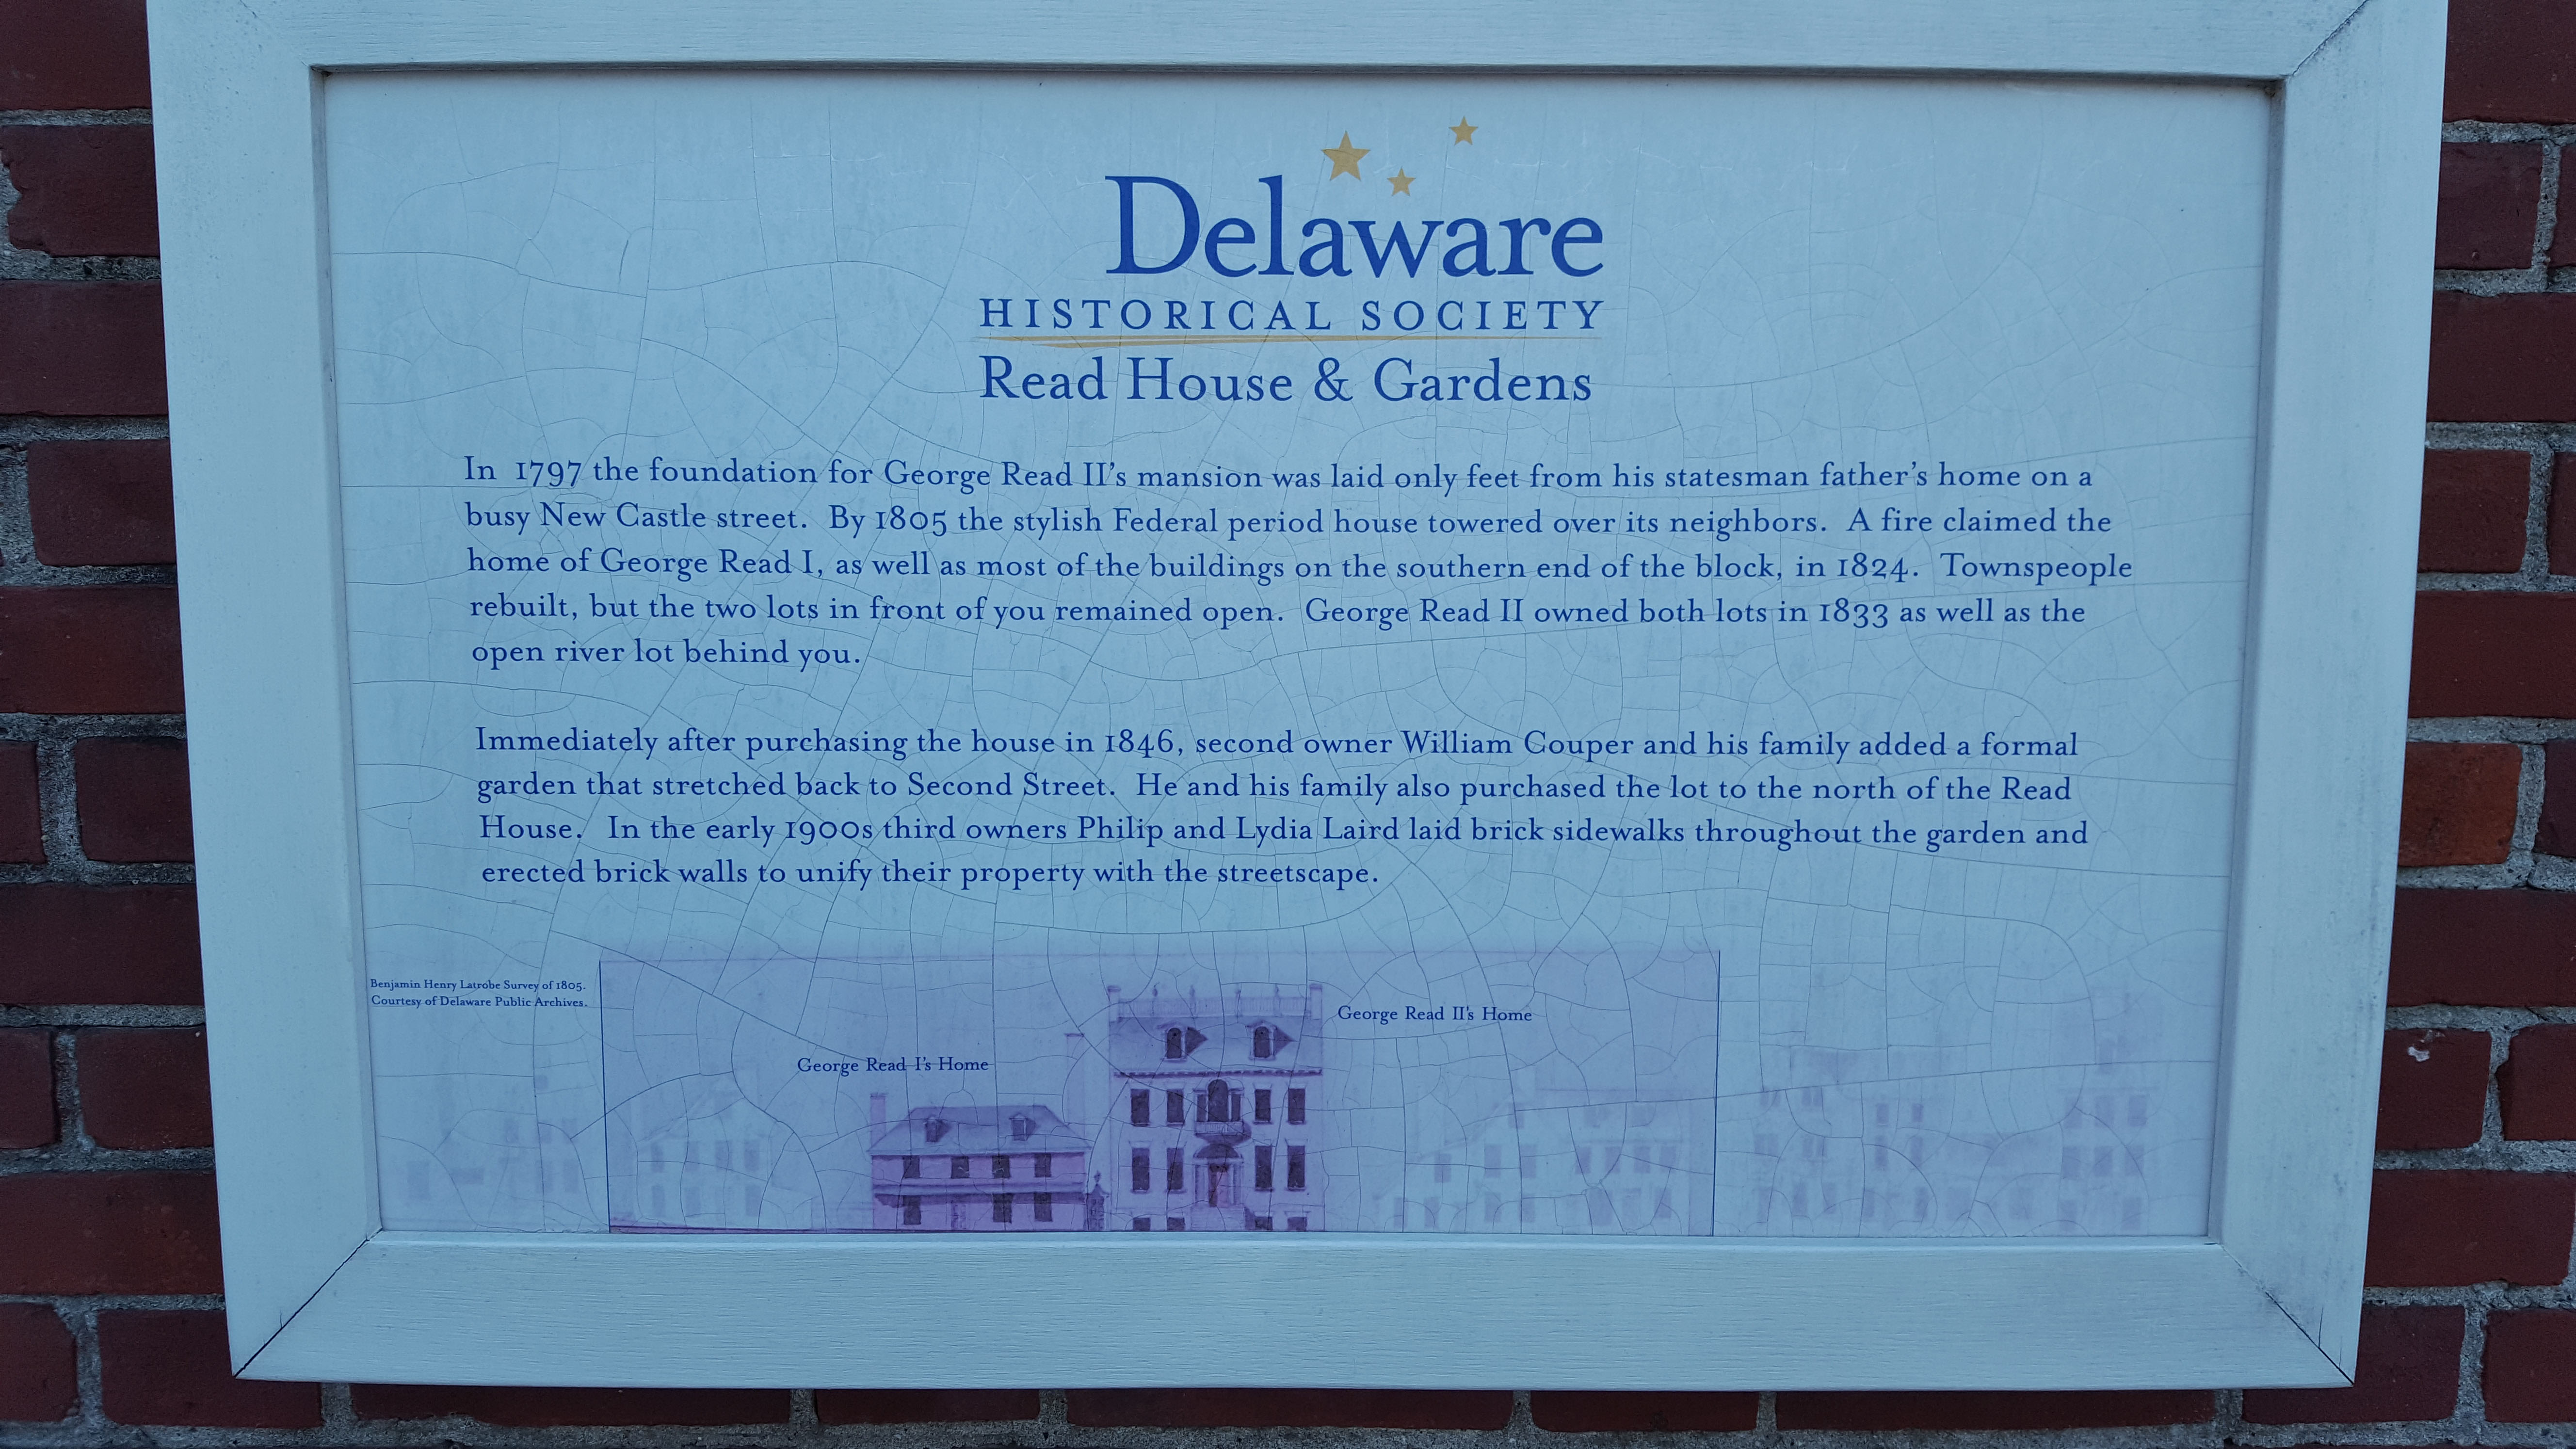 Delaware
HISTORICAL SOCIETY
Read House & Gardens
In 1797 the foundation for George Read II's mansion was laid only feet from his statesman father's home on a
busy New Castle street. By 1805 the stylish Federal period house towered over its neighbors. A fire claimed the
home of George Read I, as well as most of the buildings on the southern end of the block, in 1824. Townspeople
rebuilt, but the two lots in front of you remained open. George Read II owned both lots in 1833 as well as the
open river lot behind you.
Immediately after purchasing the house in 1846, second owner William Couper and his family added a formal
garden that stretched back to Second Street. He and his family also purchased the lot to the north of the Read
House. In the early 1900s third owners Philip and Lydia Laird laid brick sidewalks throughout the garden and
erected brick walls to unify their property with the streetscape.
Benjamin Henry Latrobe Survey of 1805.
Courtesy of Delaware Public Archives.
George Read I's Home
George Read II's Home